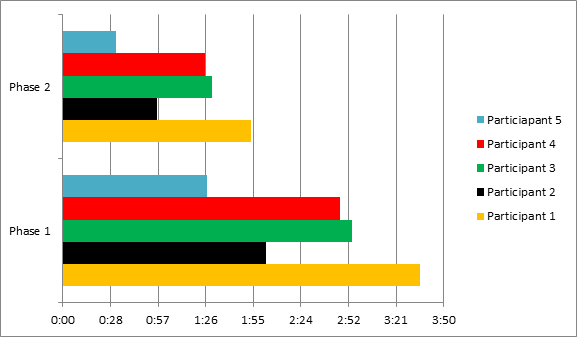 Phase 2
Phase 1
0:00 0:28 0:57 1:26 1:55 2:24 2:52 3:21 3:50
Particiapant 5
Participant 4
Participant 3
Participant 2
Participant 1